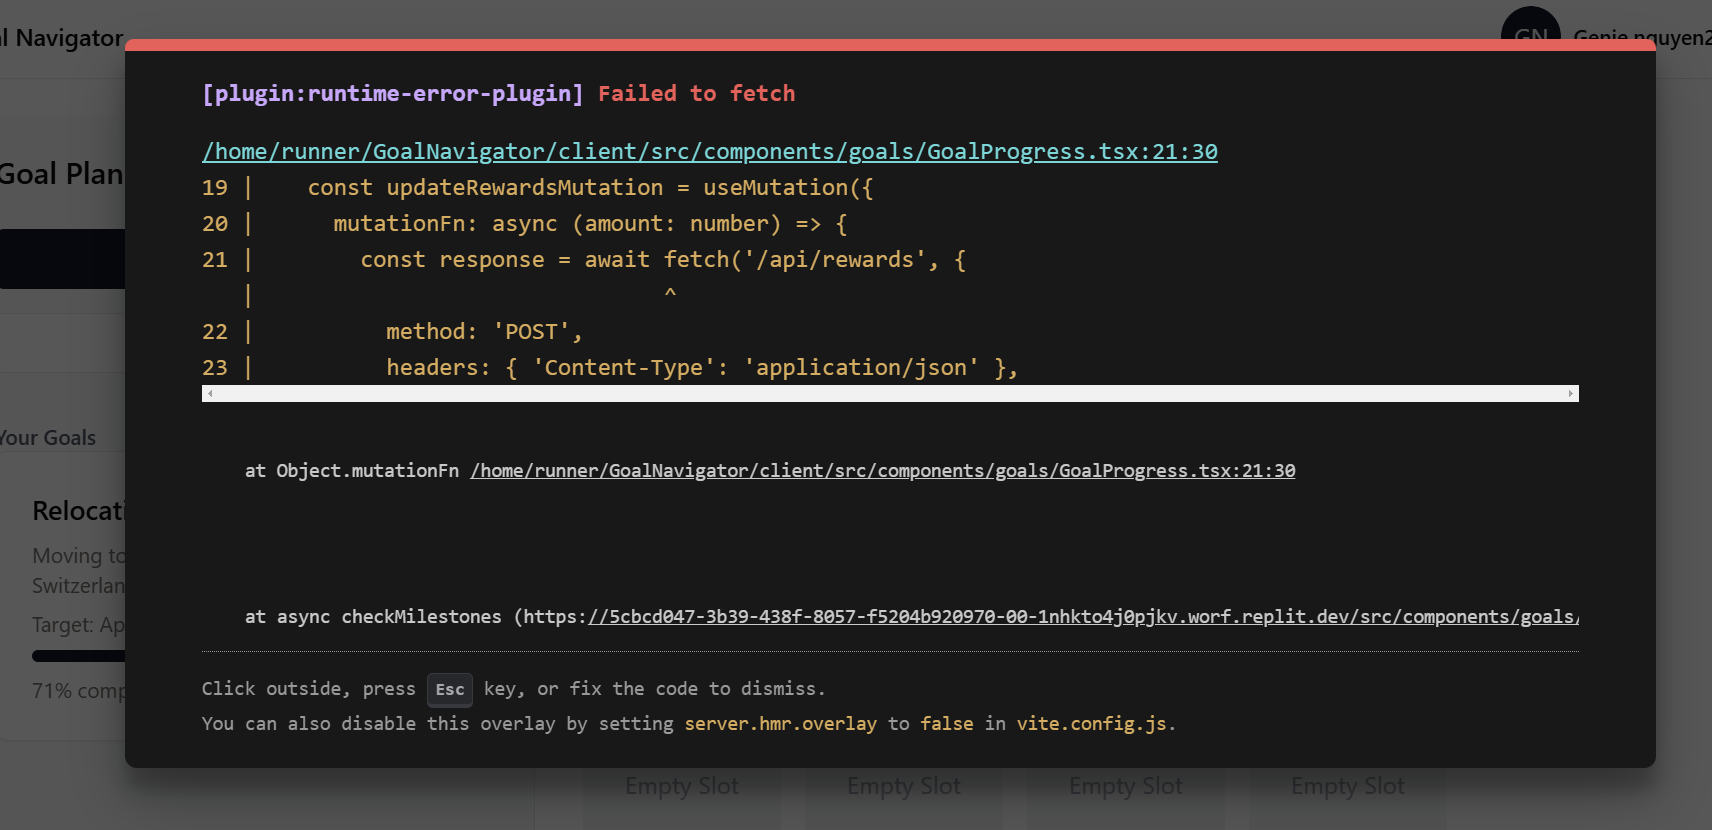 l Navigator
GN Genie nguyen2
[plugin:runtime-error-plugin] Failed to fetch
/home/runner/GoalNavigator/client/src/components/goals/GoalProgress.tsx:21:30
19 |    const updateRewardsMutation = useMutation({
20 |      mutationFn: async (amount: number) => {
21 |        const response = await fetch('/api/rewards', {
   |                               ^
22 |          method: 'POST',
23 |          headers: { 'Content-Type': 'application/json' },
at Object.mutationFn /home/runner/GoalNavigator/client/src/components/goals/GoalProgress.tsx:21:30
at async checkMilestones (https://5cbcd047-3b39-438f-8057-f5204b920970-00-1nhkto4j0pjkv.worf.replit.dev/src/components/goals/
Click outside, press Esc key, or fix the code to dismiss.
You can also disable this overlay by setting server.hmr.overlay to false in vite.config.js.
Goal Plan
Your Goals
Relocati
Moving to
Switzerlan
Target: Ap
71% comp
Empty Slot Empty Slot Empty Slot Empty Slot